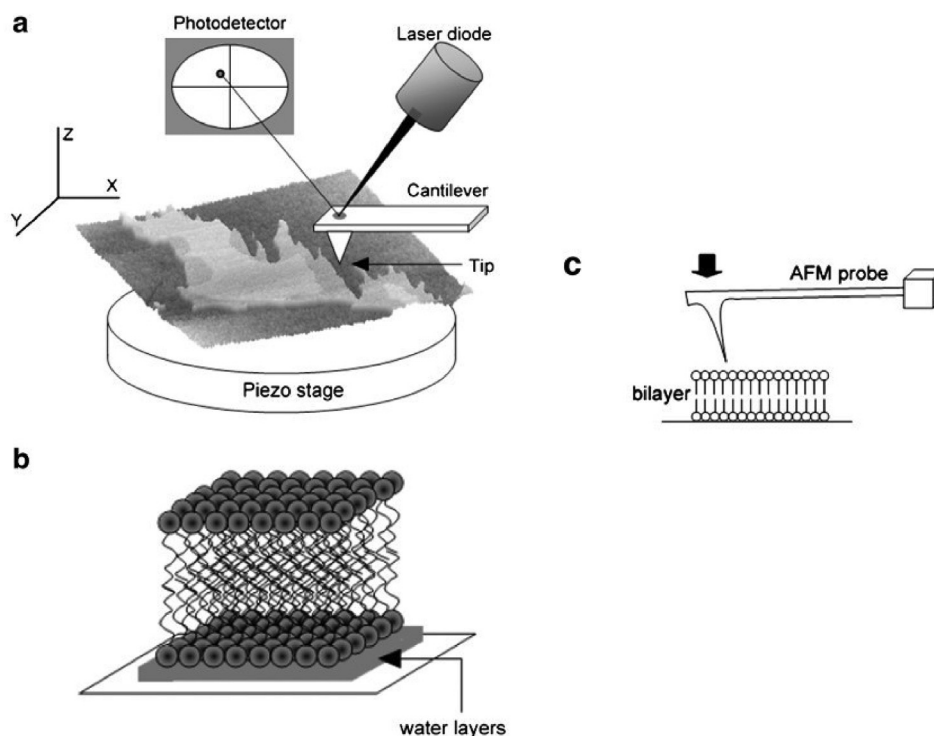 a
Photodetector
Laser diode
Z
X
Y
Cantilever
Tip
Piezo stage
c
AFM probe
bilayer
b
water layers